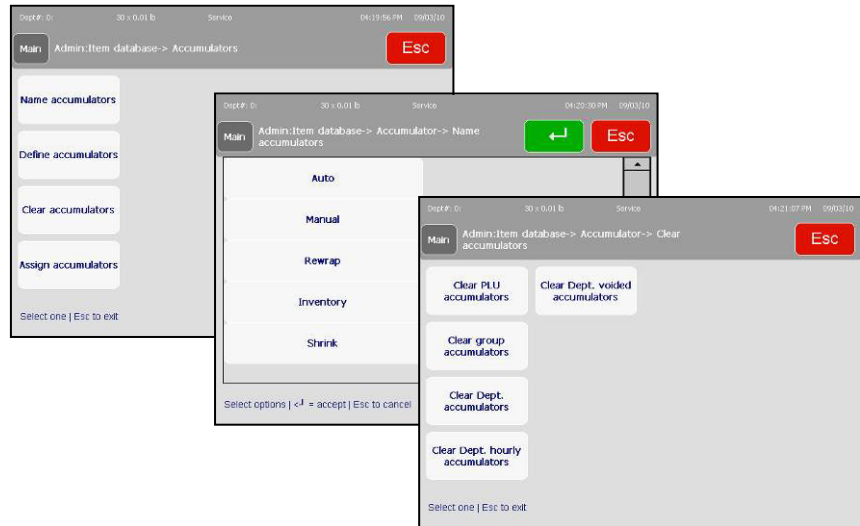 Dept#: 0: 30 x 0.01 lb Service 04:19:56 PM 09/03/10
Main Admin:Item database-> Accumulators Esc
Name accumulators
Define accumulators
Clear accumulators
Assign accumulators
Select one | Esc to exit
Dept#: 0: 30 x 0.01 lb Service 04:20:30 PM 09/03/10
Main Admin:Item database-> Accumulator-> Name
accumulators
Esc
Auto
Manual
Rewrap
Inventory
Shrink
Select options | <┘ = accept | Esc to cancel
Dept#: 0: 30 x 0.01 lb Service 04:21:07 PM 09/03/10
Main Admin:Item database-> Accumulator-> Clear
accumulators
Esc
Clear PLU
accumulators
Clear Dept. voided
accumulators
Clear group
accumulators
Clear Dept.
accumulators
Clear Dept. hourly
accumulators
Select one | Esc to exit